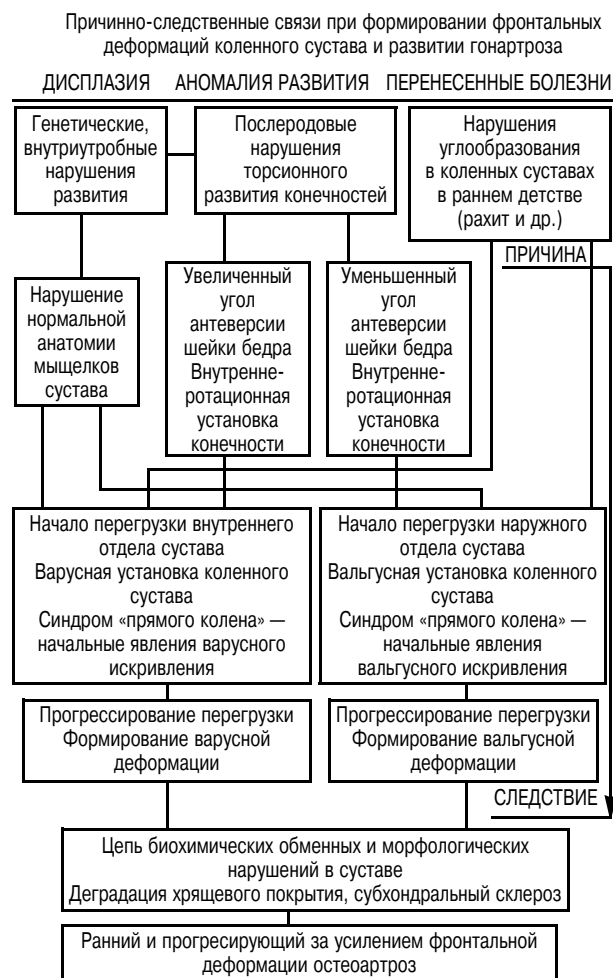 Причинно-следственные связи при формировании фронтальных
деформаций коленного сустава и развитии гонартроза
ДИСПЛАЗИЯ АНОМАЛИЯ РАЗВИТИЯ ПЕРЕНЕСЕННЫЕ БОЛЕЗНИ
Генетические,
внутриутробные
нарушения
развития
Послеродовые
нарушения
торсионного
развития конечностей
Нарушения
углообразования
в коленных суставах
в раннем детстве
(рахит и др.)
ПРИЧИНА
Нарушение
нормальной
анатомии
мыщелков
сустава
Увеличенный
угол
антеверсии
шейки бедра
Внутренне-
ротационная
установка
конечности
Уменьшенный
угол
антеверсии
шейки бедра
Внутренне-
ротационная
установка
конечности
Начало перегрузки внутреннего
отдела сустава
Варусная установка коленного
сустава
Синдром «прямого колена» —
начальные явления варусного
искривления
Начало перегрузки наружного
отдела сустава
Вальгусная установка коленного
сустава
Синдром «прямого колена» —
начальные явления
вальгусного искривления
Прогрессирование перегрузки
Формирование варусной
деформации
Прогрессирование перегрузки
Формирование вальгусной
деформации
СЛЕДСТВИЕ
Цепь биохимических обменных и морфологических
нарушений в суставе
Деградация хрящевого покрытия, субхондральный склероз
Ранний и прогресирующий за усилением фронтальной
деформации остеоартроз